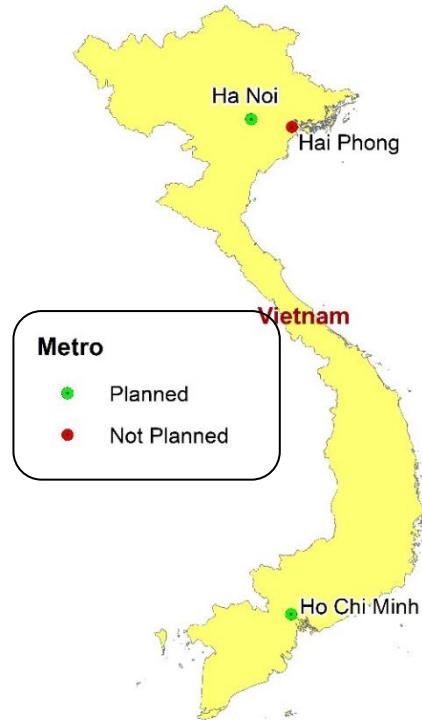 Ha Noi
Hai Phong
Vietnam
Metro
Planned
Not Planned
Ho Chi Minh